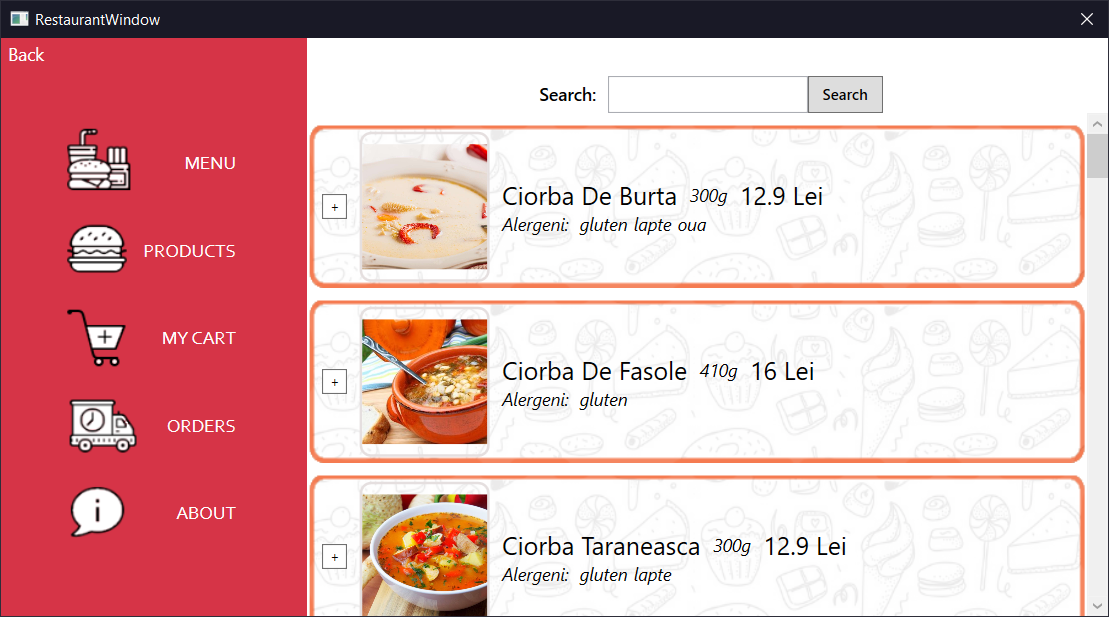 RestaurantWindow
Back
MENU
PRODUCTS
MY CART
ORDERS
ABOUT
Search: Search
+ Ciorba De Burta 300g 12.9 Lei
Alergeni: gluten lapte oua
+ Ciorba De Fasole 410g 16 Lei
Alergeni: gluten
+ Ciorba Taraneasca 300g 12.9 Lei
Alergeni: gluten lapte